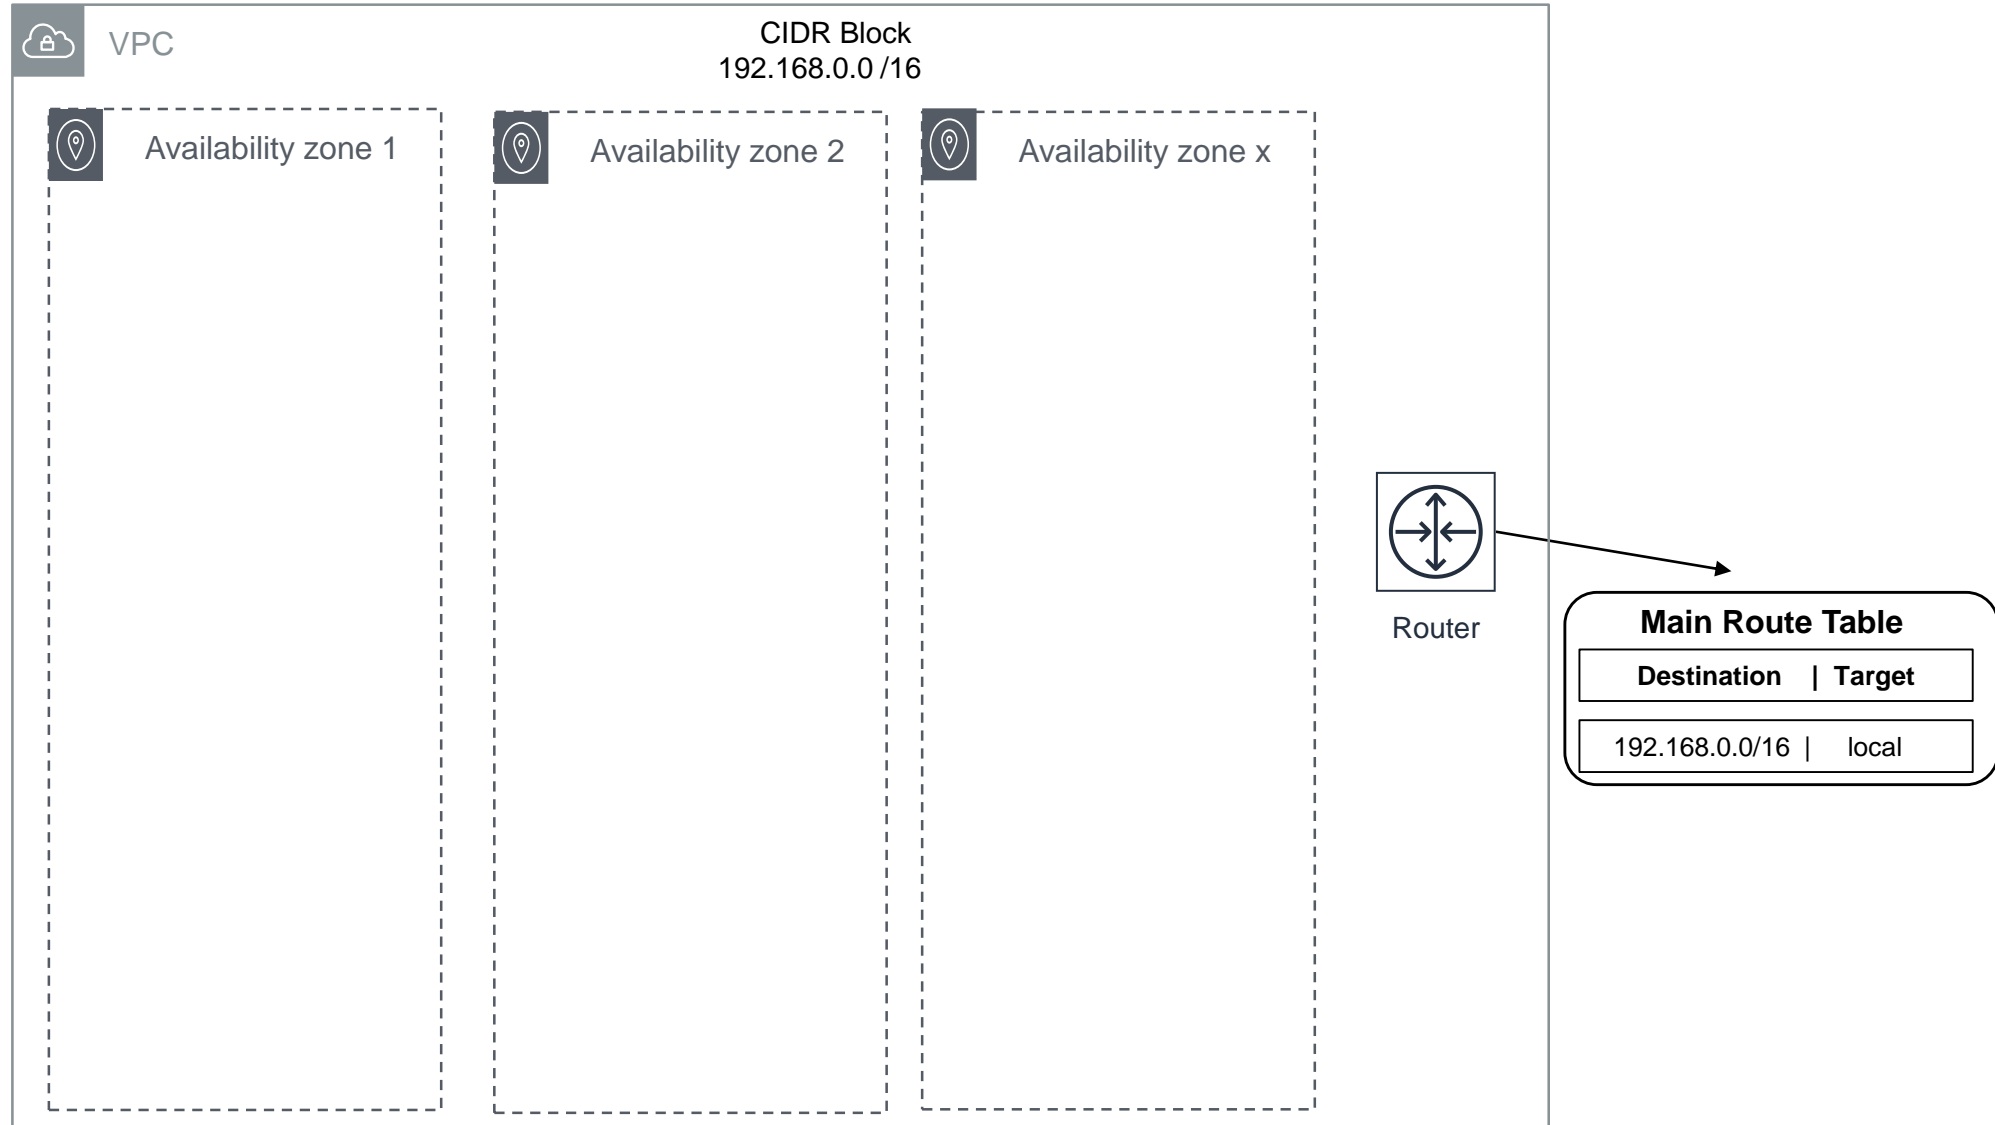 VPC
CIDR Block
192.168.0.0 /16
Availability zone 1
Availability zone 2
Availability zone x
Router
Main Route Table
Destination | Target
192.168.0.0/16 | local